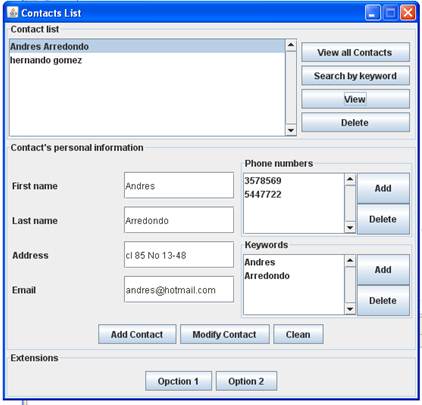 Contacts List
Contact list
Andres Arredondo
hernando gomez
View all Contacts
Search by keyword
View
Delete
Contact's personal information
First name
Andres
Last name
Arredondo
Address
cl 85 No 13-48
Email
andres@hotmail.com
Phone numbers
3578569
5447722
Add
Delete
Keywords
Andres
Arredondo
Add
Delete
Add Contact
Modify Contact
Clean
Extensions
Opction 1
Option 2